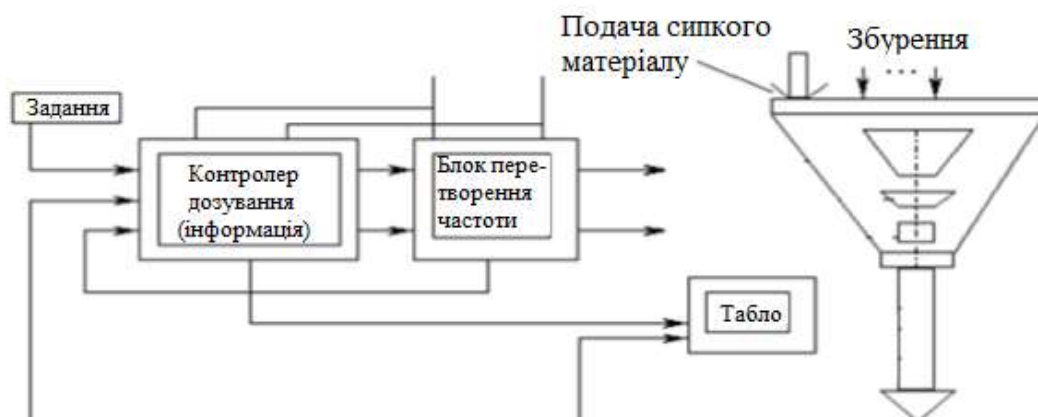 Подача сипкого
матеріалу
Збурення
Задання
Контролер
дозування
(інформація)
Блок пере-
творення
частоти
Табло